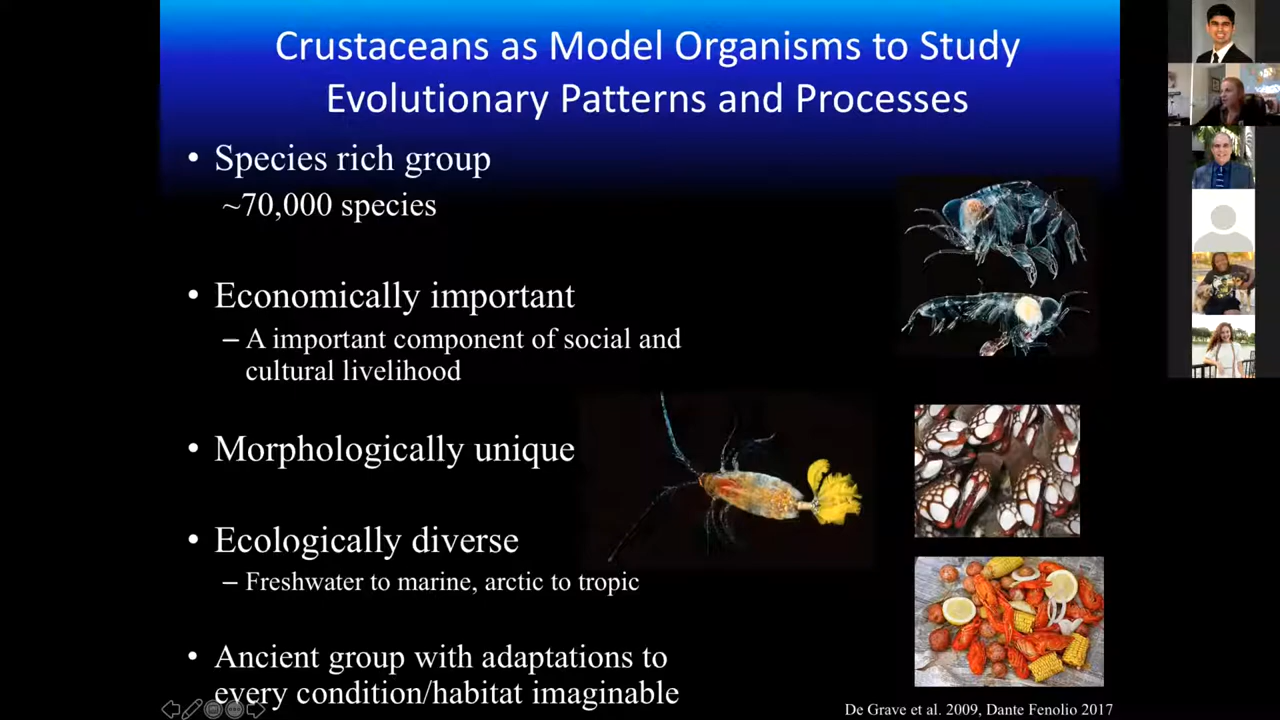 Crustaceans as Model Organisms to Study
Evolutionary Patterns and Processes
• Species rich group
~70,000 species
• Economically important
– A important component of social and
cultural livelihood
• Morphologically unique
• Ecologically diverse
– Freshwater to marine, arctic to tropic
• Ancient group with adaptations to
every condition/habitat imaginable
De Grave et al. 2009, Dante Fenolio 2017